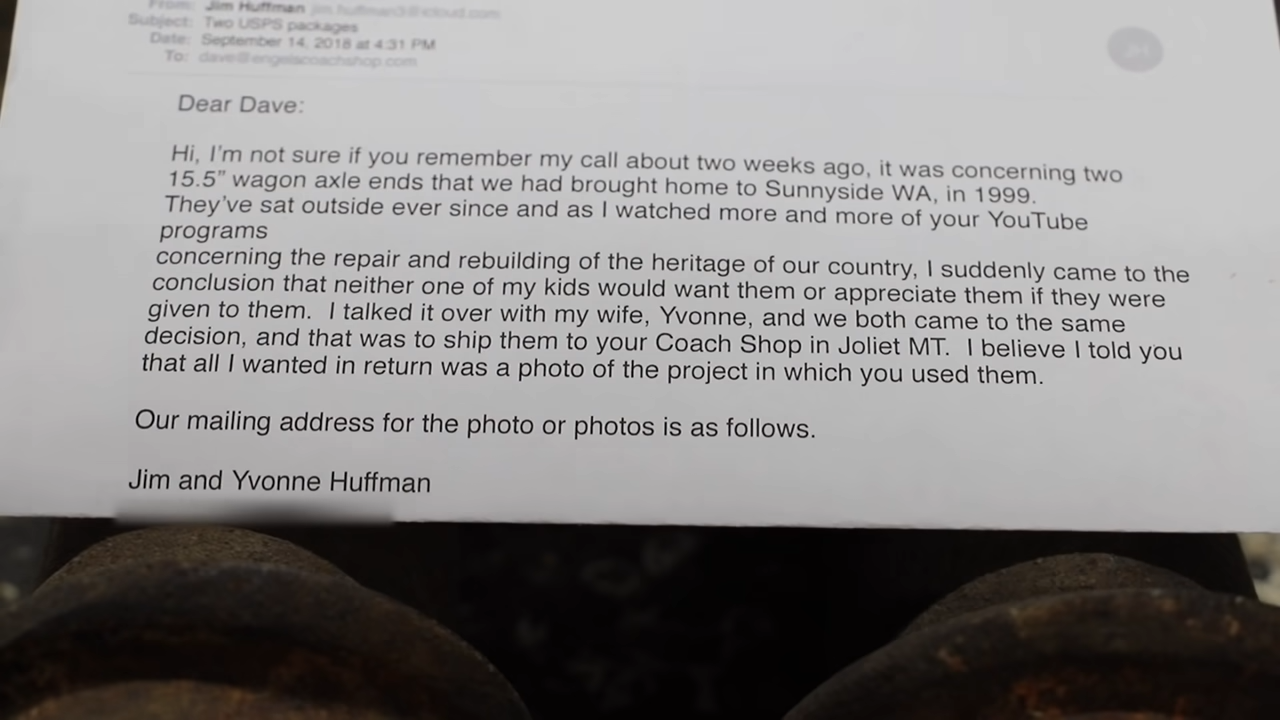 From: Jim Huffman
Subject: Two USPS packages
Date: September 14, 2018 at 4:31 PM
To: dave@engelscoachshop.com
JH
Dear Dave:
Hi, I'm not sure if you remember my call about two weeks ago, it was concerning two
15.5" wagon axle ends that we had brought home to Sunnyside WA, in 1999.
They've sat outside ever since and as I watched more and more of your YouTube
programs
concerning the repair and rebuilding of the heritage of our country, I suddenly came to the
conclusion that neither one of my kids would want them or appreciate them if they were
given to them.  I talked it over with my wife, Yvonne, and we both came to the same
decision, and that was to ship them to your Coach Shop in Joliet MT.  I believe I told you
that all I wanted in return was a photo of the project in which you used them.
Our mailing address for the photo or photos is as follows.
Jim and Yvonne Huffman